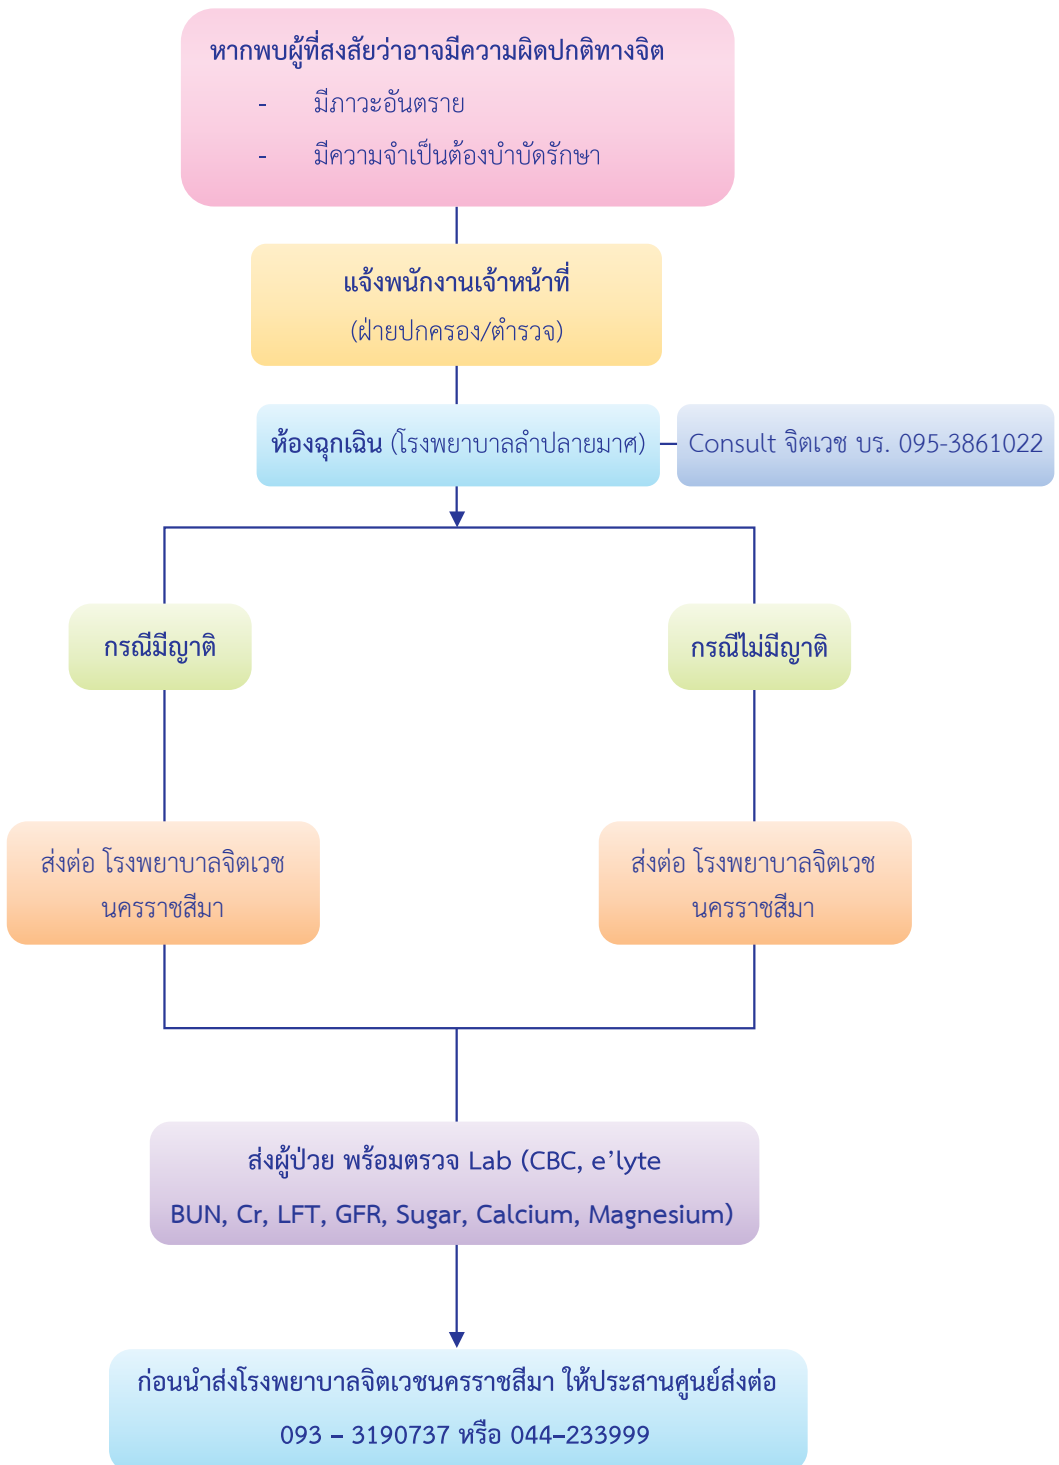 หากพบผู้ที่สงสัยว่าอาจมีความผิดปกติทางจิต
- มีภาวะอันตราย
- มีความจำเป็นต้องบำบัดรักษา
แจ้งพนักงานเจ้าหน้าที่
(ฝ่ายปกครอง/ตำรวจ)
ห้องฉุกเฉิน (โรงพยาบาลลำปลายมาศ)
Consult จิตเวช บร. 095-3861022
กรณีมีญาติ
กรณีไม่มีญาติ
ส่งต่อ โรงพยาบาลจิตเวช
นครราชสีมา
ส่งต่อ โรงพยาบาลจิตเวช
นครราชสีมา
ส่งผู้ป่วย พร้อมตรวจ Lab (CBC, e’lyte
BUN, Cr, LFT, GFR, Sugar, Calcium, Magnesium)
ก่อนนำส่งโรงพยาบาลจิตเวชนครราชสีมา ให้ประสานศูนย์ส่งต่อ
093 – 3190737 หรือ 044–233999